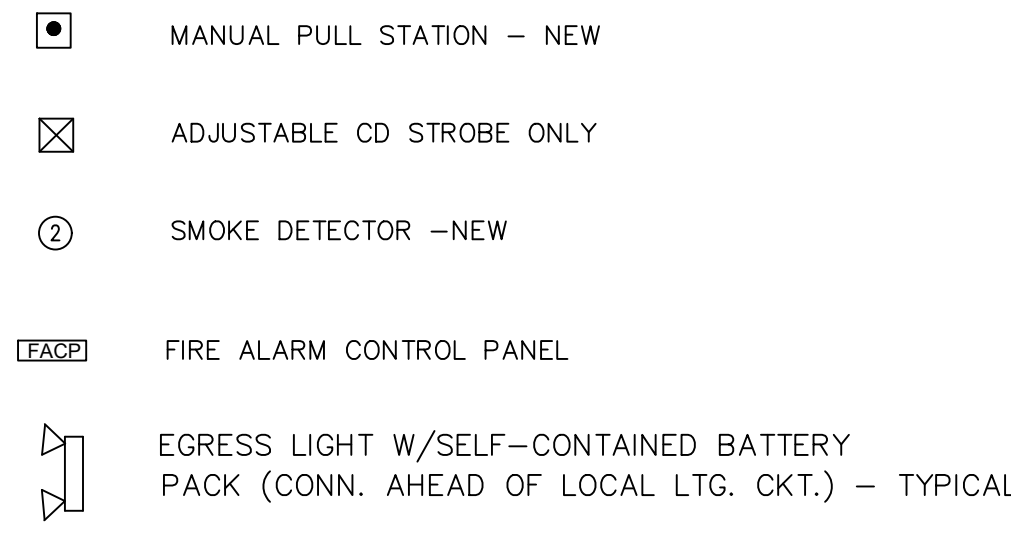 MANUAL PULL STATION – NEW
ADJUSTABLE CD STROBE ONLY
2 SMOKE DETECTOR –NEW
FACP FIRE ALARM CONTROL PANEL
EGRESS LIGHT W/SELF–CONTAINED BATTERY
PACK (CONN. AHEAD OF LOCAL LTG. CKT.) – TYPICAL